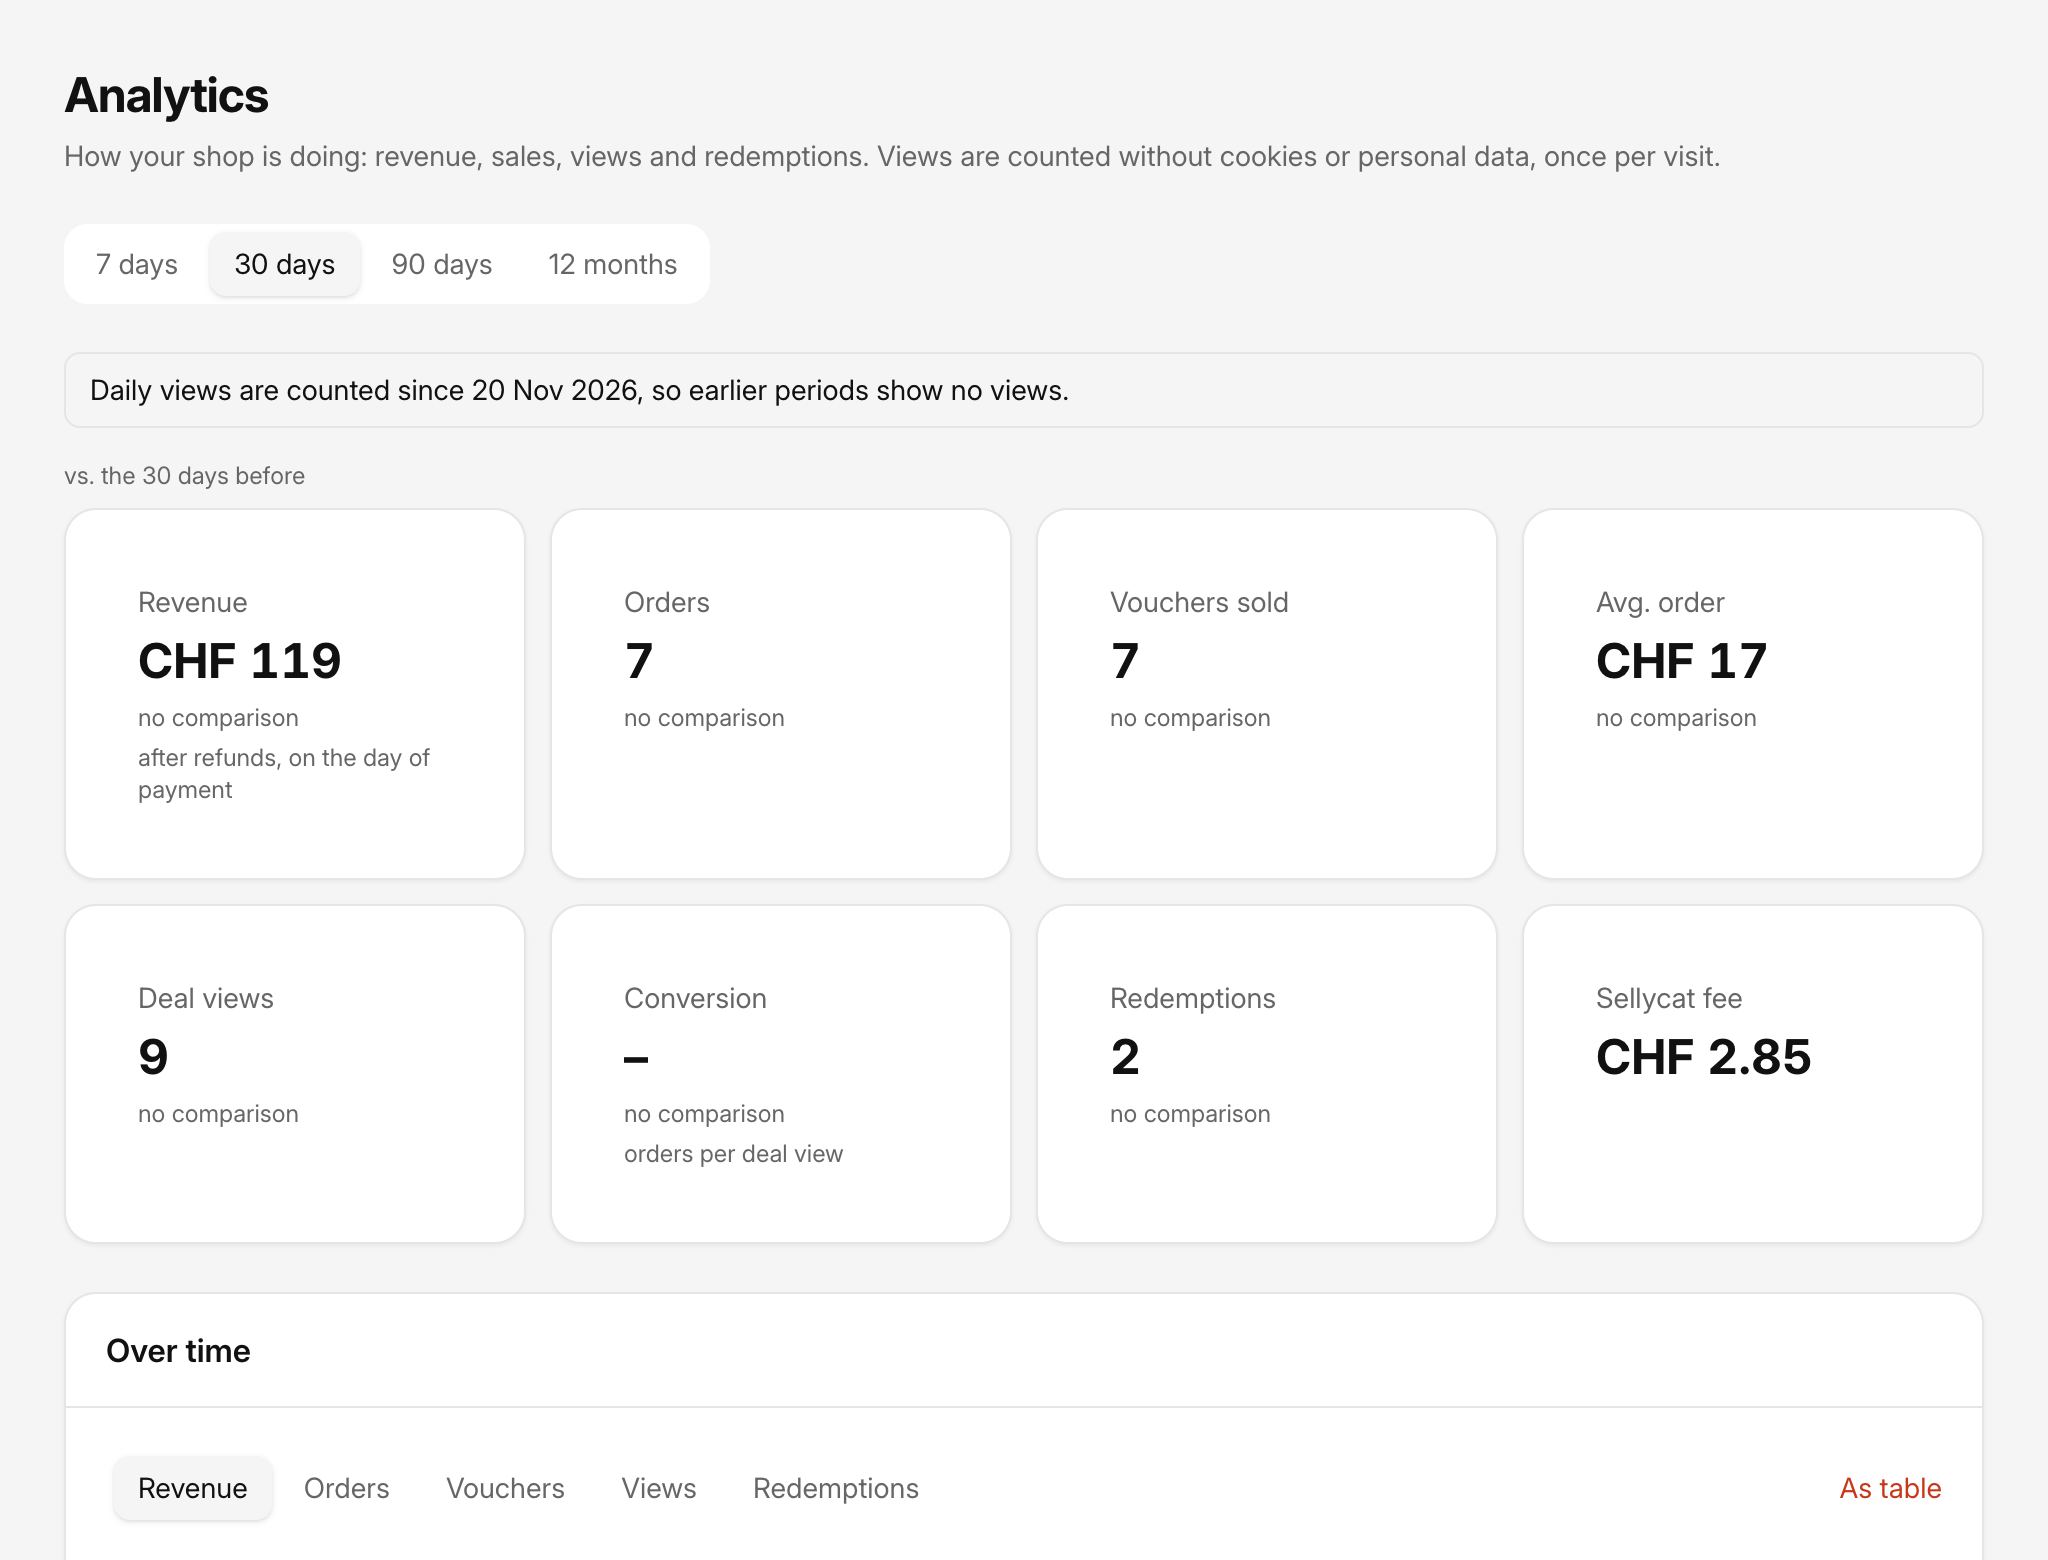 Analytics
How your shop is doing: revenue, sales, views and redemptions. Views are counted without cookies or personal data, once per visit.
7 days 30 days 90 days 12 months
Daily views are counted since 20 Nov 2026, so earlier periods show no views.
vs. the 30 days before
Revenue
CHF 119
no comparison
after refunds, on the day of
payment
Orders
7
no comparison
Vouchers sold
7
no comparison
Avg. order
CHF 17
no comparison
Deal views
9
no comparison
Conversion
–
no comparison
orders per deal view
Redemptions
2
no comparison
Sellycat fee
CHF 2.85
Over time
Revenue Orders Vouchers Views Redemptions As table